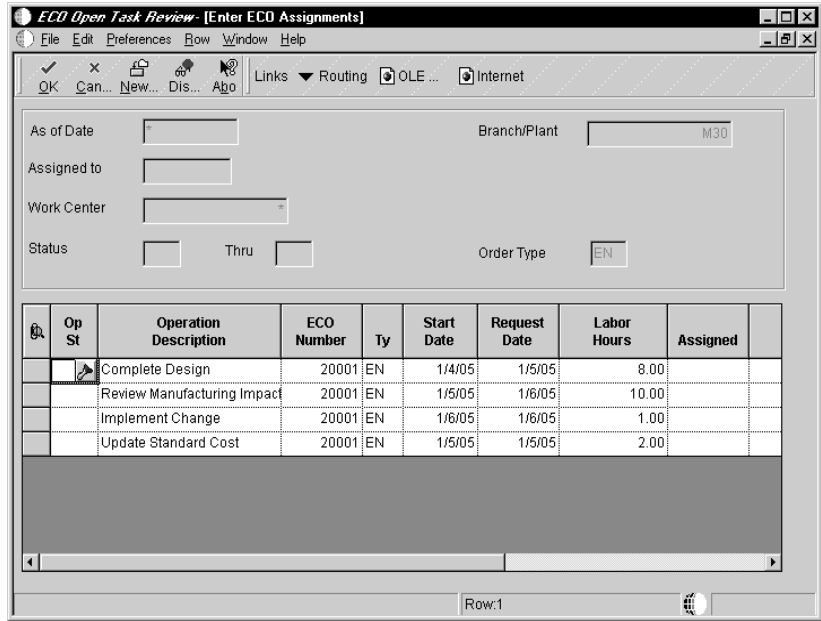 ECO Open Task Review - [Enter ECO Assignments]
File Edit Preferences Row Window Help
OK Can... New... Dis... Abo Links Routing OLE ... Internet
As of Date * Branch/Plant M30
Assigned to
Work Center *
Status Thru Order Type EN
Op St Operation Description ECO Number Ty Start Date Request Date Labor Hours Assigned
Complete Design 20001 EN 1/4/05 1/5/05 8.00
Review Manufacturing Impact 20001 EN 1/5/05 1/6/05 10.00
Implement Change 20001 EN 1/6/05 1/6/05 1.00
Update Standard Cost 20001 EN 1/5/05 1/5/05 2.00
Row:1